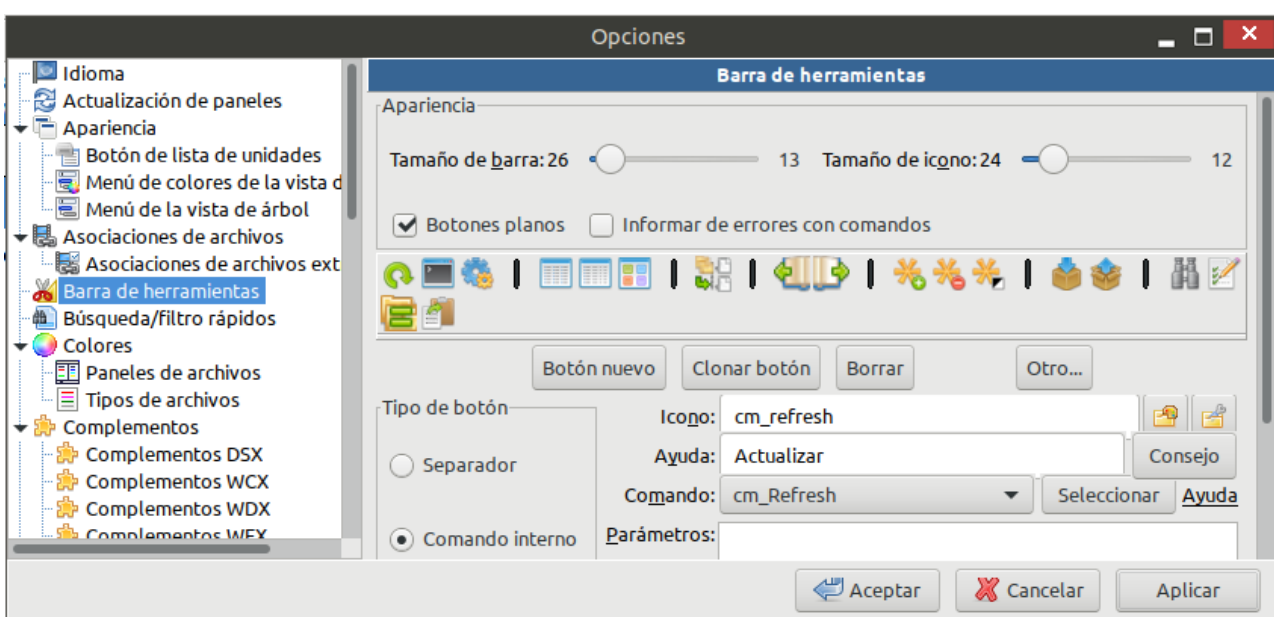 Opciones
Idioma
Actualización de paneles
Apariencia
Botón de lista de unidades
Menú de colores de la vista d
Menú de la vista de árbol
Asociaciones de archivos
Asociaciones de archivos ext
Barra de herramientas
Búsqueda/filtro rápidos
Colores
Paneles de archivos
Tipos de archivos
Complementos
Complementos DSX
Complementos WCX
Complementos WDX
Complementos WFX
Barra de herramientas
Apariencia
Tamaño de barra: 26 13 Tamaño de icono: 24 12
Botones planos Informar de errores con comandos
Botón nuevo Clonar botón Borrar Otro...
Tipo de botón
Separador
Comando interno
Icono: cm_refresh
Ayuda: Actualizar Consejo
Comando: cm_Refresh Seleccionar Ayuda
Parámetros:
Aceptar Cancelar Aplicar